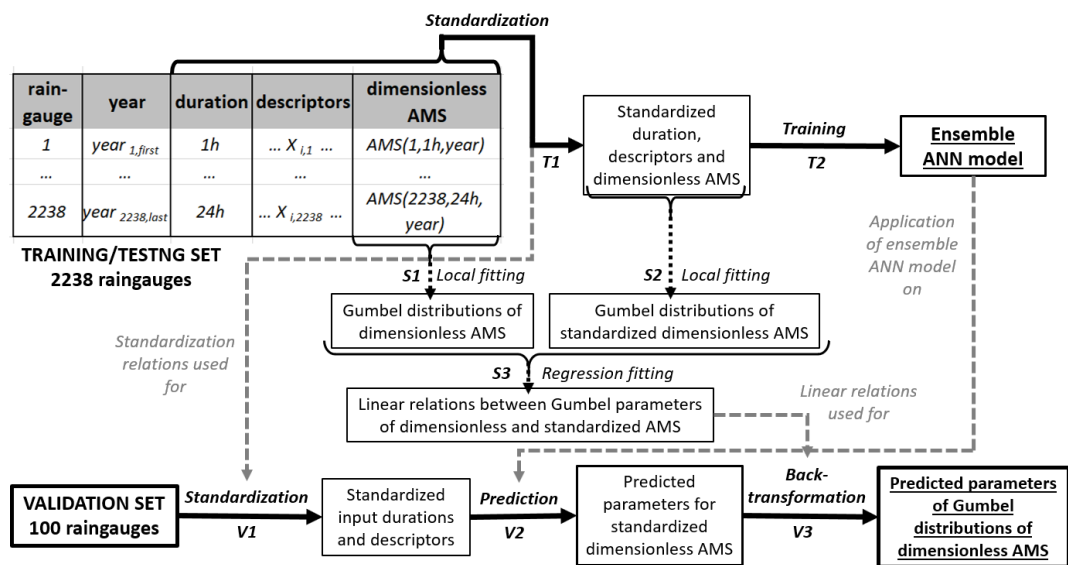 Standardization
rain-
gauge
year
duration
descriptors
dimensionless
AMS
1
year 1,first
1h
... X i,1 ...
AMS(1,1h,year)
...
...
...
...
...
2238
year 2238,last
24h
... X i,2238 ...
AMS(2238,24h,
year)
TRAINING/TESTNG SET
2238 raingauges
T1
Standardized
duration,
descriptors and
dimensionless AMS
Training
T2
Ensemble
ANN model
S1
Local fitting
S2
Local fitting
Application
of ensemble
ANN model
on
Gumbel distributions of
dimensionless AMS
Gumbel distributions of
standardized dimensionless AMS
Standardization
relations used
for
S3
Regression fitting
Linear relations between Gumbel parameters
of dimensionless and standardized AMS
Linear relations
used for
VALIDATION SET
100 raingauges
Standardization
V1
Standardized
input durations
and descriptors
Prediction
V2
Predicted
parameters for
standardized
dimensionless AMS
Back-
transformation
V3
Predicted parameters
of Gumbel
distributions of
dimensionless AMS